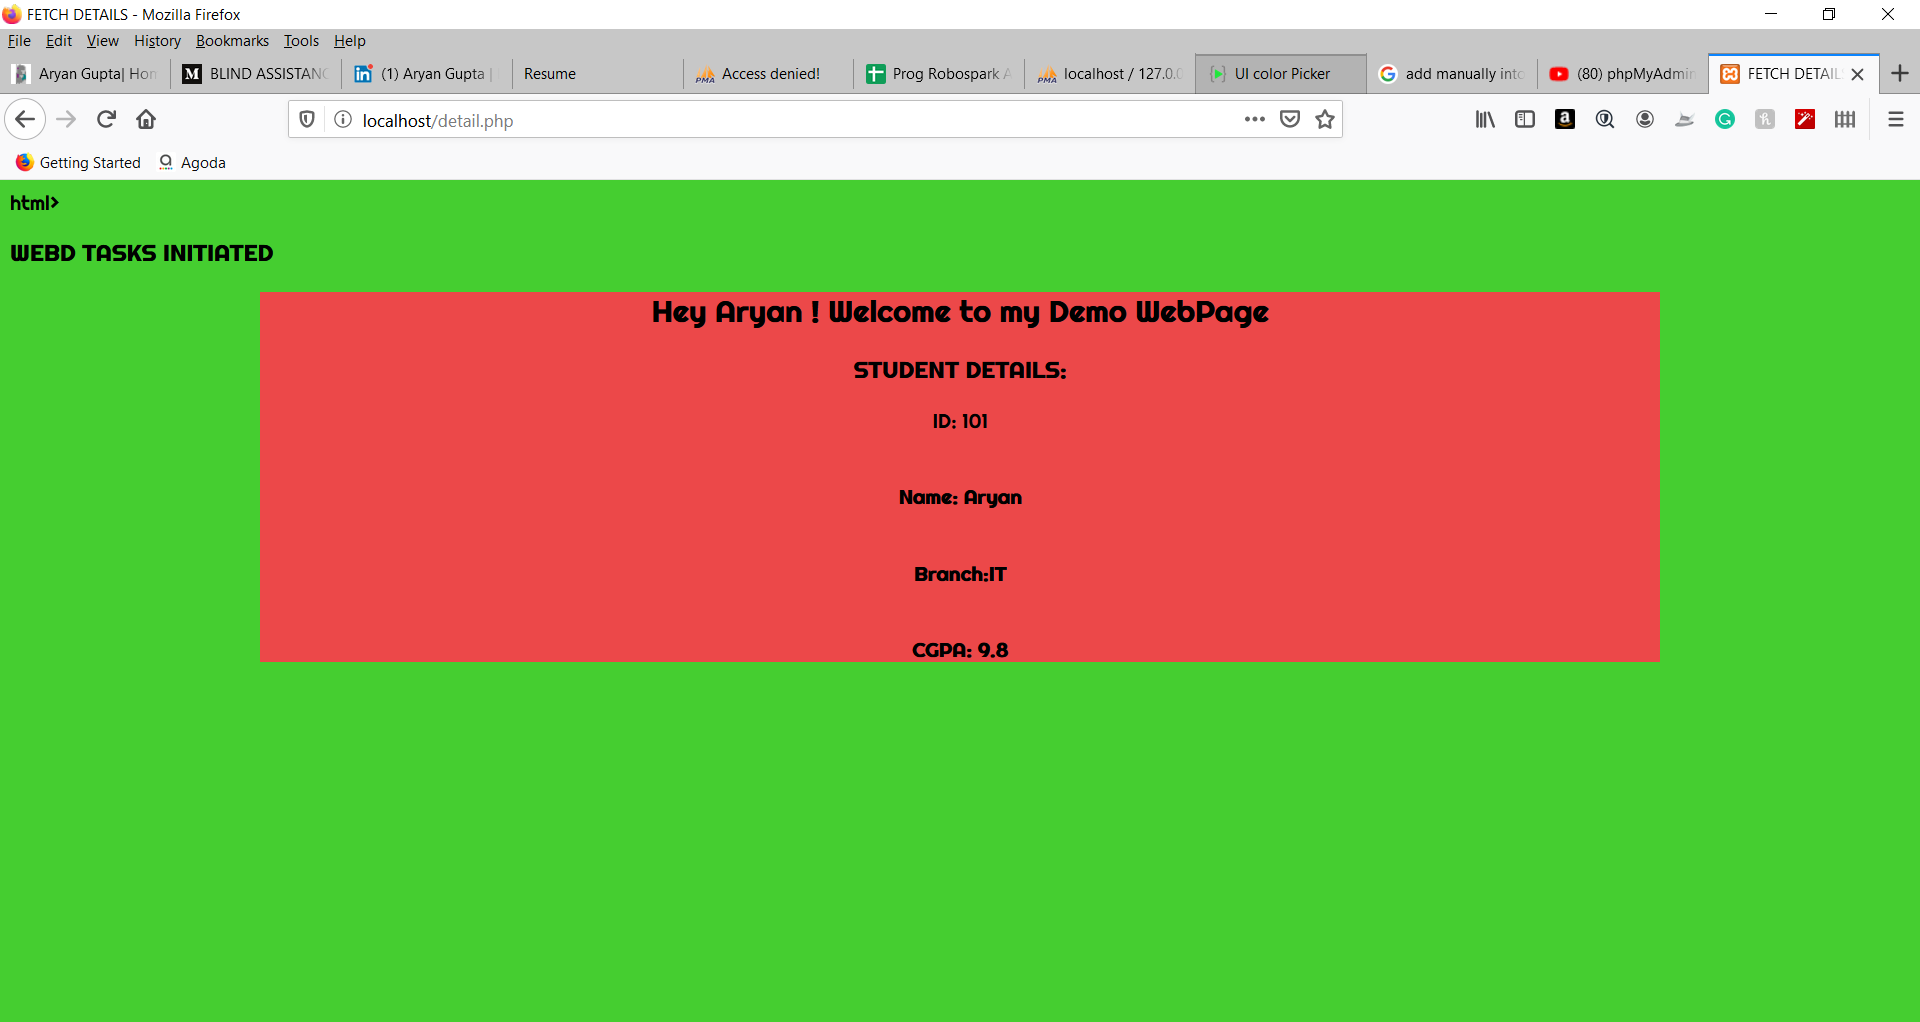 FETCH DETAILS - Mozilla Firefox
File Edit View History Bookmarks Tools Help
Aryan Gupta| Hon BLIND ASSISTANC (1) Aryan Gupta | Resume Access denied! Prog Robospark A localhost / 127.0.0 UI color Picker add manually into (80) phpMyAdmin FETCH DETAILS
localhost/detail.php
Getting Started Agoda
html>
WEBD TASKS INITIATED
Hey Aryan ! Welcome to my Demo WebPage
STUDENT DETAILS:
ID: 101
Name: Aryan
Branch:IT
CGPA: 9.8